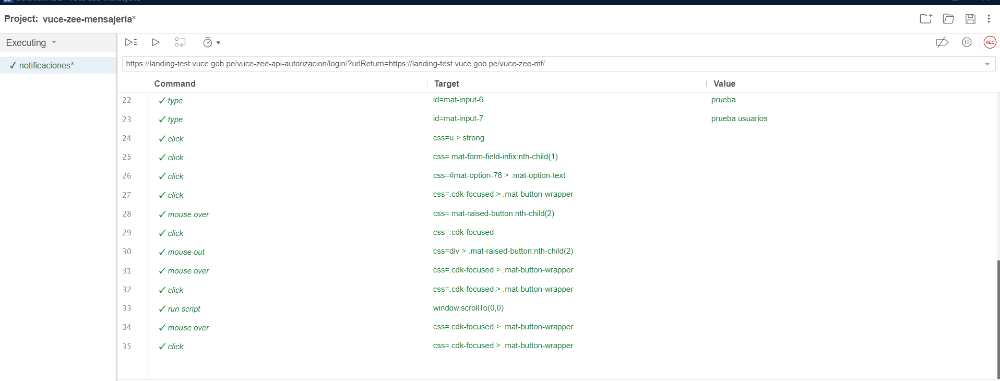 Project: vuce-zee-mensajeria*
Executing
REC
✓ notificaciones*
https://landing-test.vuce.gob.pe/vuce-zee-api-autorizacion/login/?urlReturn=https://landing-test.vuce.gob.pe/vuce-zee-mf/
Command Target Value
22 ✓ type id=mat-input-6 prueba
23 ✓ type id=mat-input-7 prueba usuarios
24 ✓ click css=u > strong
25 ✓ click css=.mat-form-field-infix:nth-child(1)
26 ✓ click css=#mat-option-76 > .mat-option-text
27 ✓ click css=.cdk-focused > .mat-button-wrapper
28 ✓ mouse over css=.mat-raised-button:nth-child(2)
29 ✓ click css=.cdk-focused
30 ✓ mouse out css=div > .mat-raised-button:nth-child(2)
31 ✓ mouse over css=.cdk-focused > .mat-button-wrapper
32 ✓ click css=.cdk-focused > .mat-button-wrapper
33 ✓ run script window.scrollTo(0,0)
34 ✓ mouse over css=.cdk-focused > .mat-button-wrapper
35 ✓ click css=.cdk-focused > .mat-button-wrapper